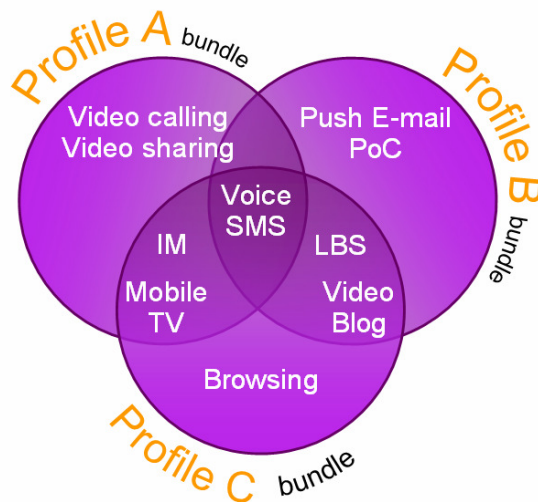 Profile A bundle
Profile B bundle
Video calling
Video sharing
Push E-mail
PoC
Voice
SMS
IM
LBS
Mobile
TV
Video
Blog
Browsing
Profile C bundle